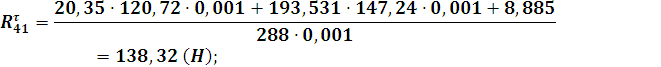 R₄₁^τ = (20,35 · 120,72 · 0,001 + 193,531 · 147,24 · 0,001 + 8,885) / (288 · 0,001)
= 138,32 (Н);